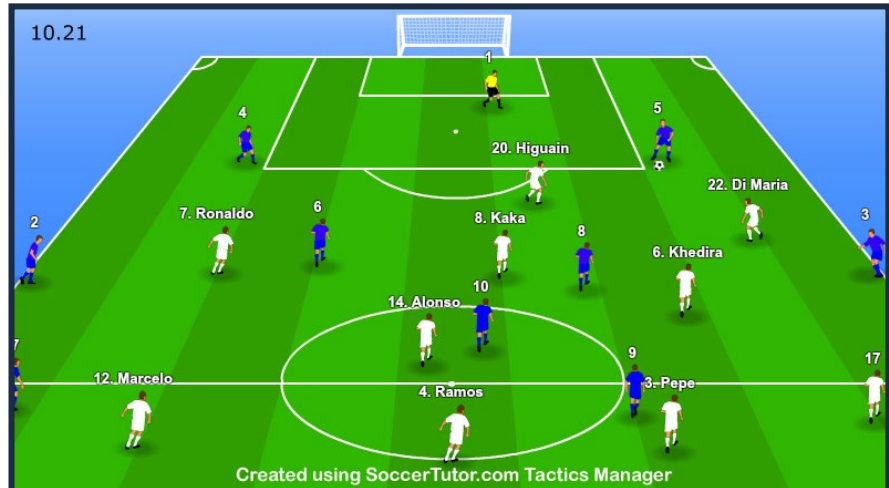 10.21
1
4
5
20. Higuain
22. Di Maria
7. Ronaldo
6
8. Kaka
2
8
3
6. Khedira
10
14. Alonso
7
9
17
12. Marcelo
3. Pepe
4. Ramos
Created using SoccerTutor.com Tactics Manager